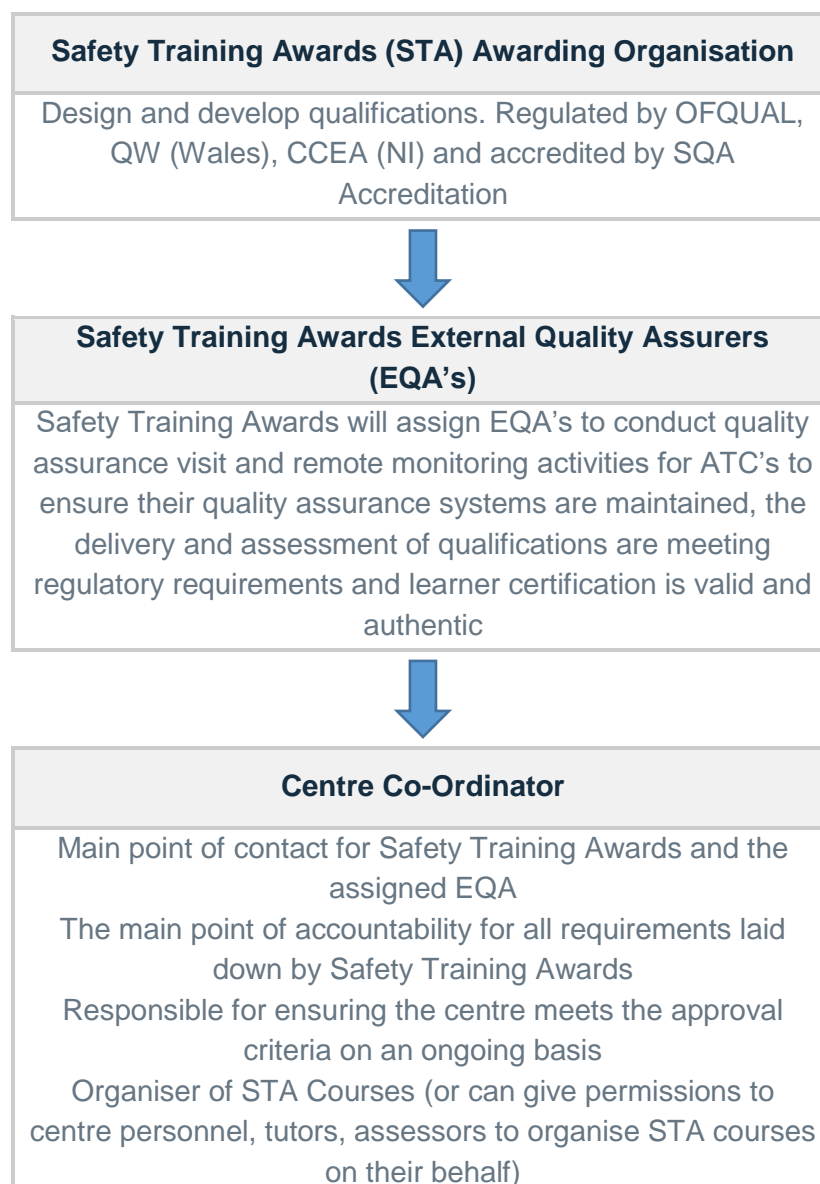 Safety Training Awards (STA) Awarding Organisation
Design and develop qualifications. Regulated by OFQUAL,
QW (Wales), CCEA (NI) and accredited by SQA
Accreditation
Safety Training Awards External Quality Assurers
(EQA’s)
Safety Training Awards will assign EQA’s to conduct quality
assurance visit and remote monitoring activities for ATC’s to
ensure their quality assurance systems are maintained, the
delivery and assessment of qualifications are meeting
regulatory requirements and learner certification is valid and
authentic
Centre Co-Ordinator
Main point of contact for Safety Training Awards and the
assigned EQA
The main point of accountability for all requirements laid
down by Safety Training Awards
Responsible for ensuring the centre meets the approval
criteria on an ongoing basis
Organiser of STA Courses (or can give permissions to
centre personnel, tutors, assessors to organise STA courses
on their behalf)